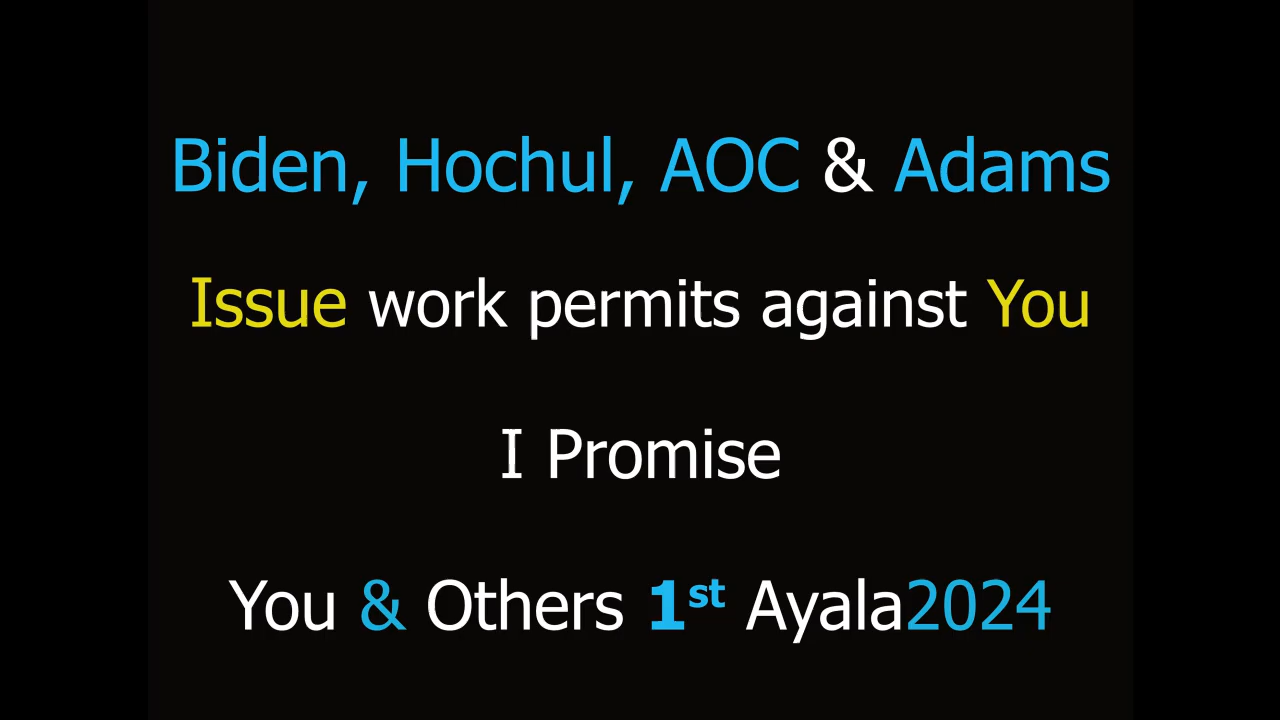 Biden, Hochul, AOC & Adams
Issue work permits against You
I Promise
You & Others 1st Ayala2024